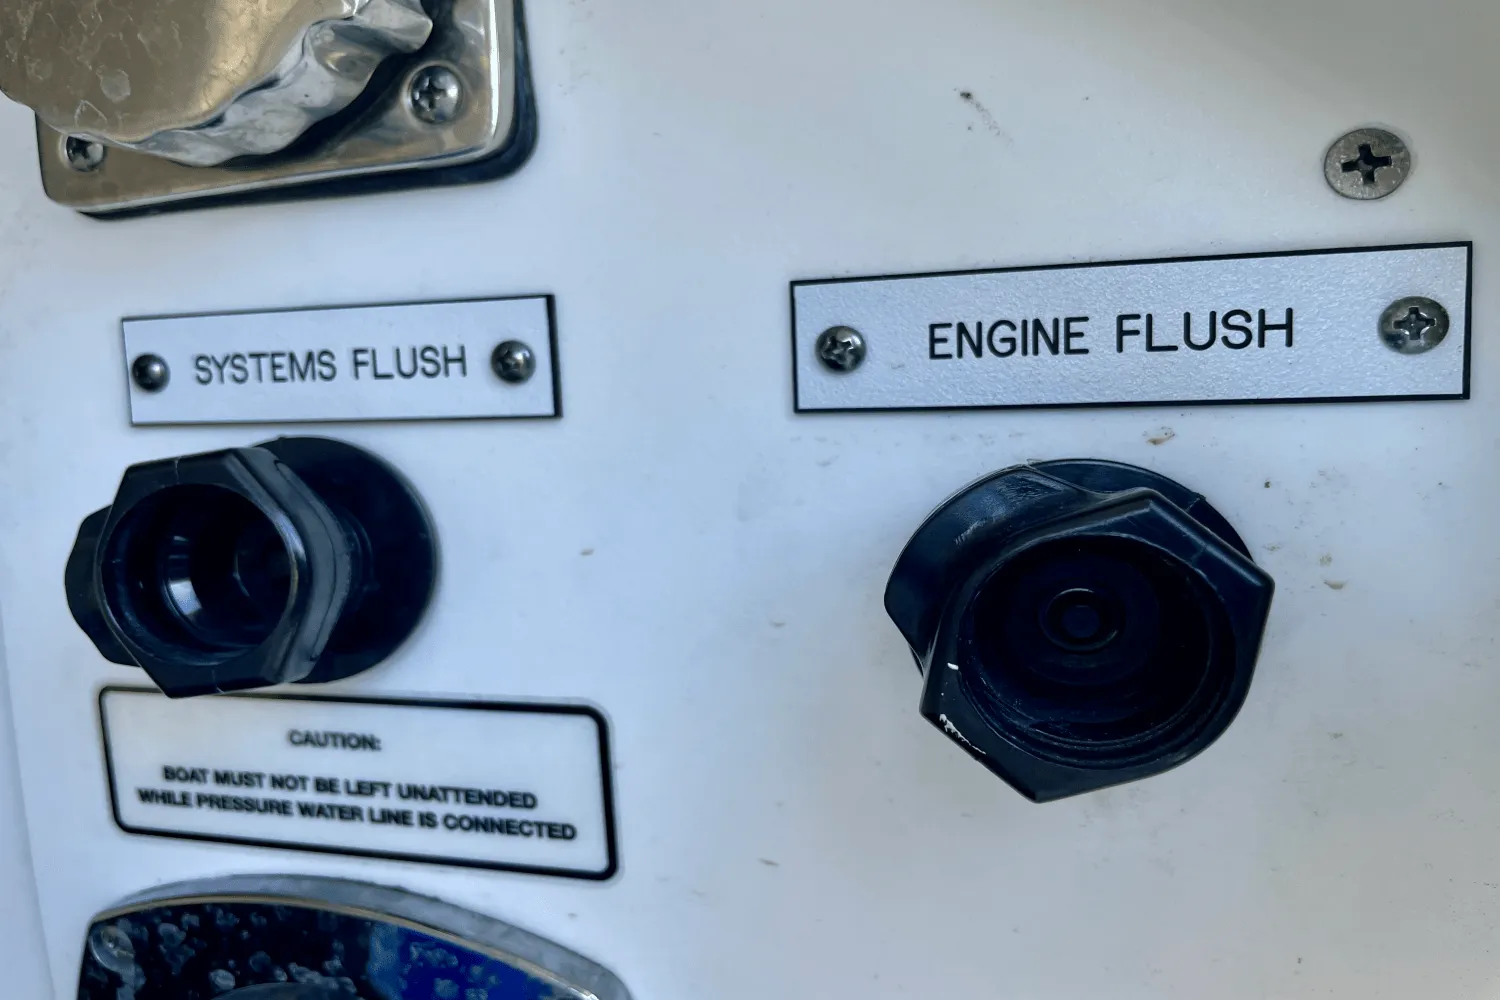 SYSTEMS FLUSH
ENGINE FLUSH
CAUTION:
BOAT MUST NOT BE LEFT UNATTENDED
WHILE PRESSURE WATER LINE IS CONNECTED